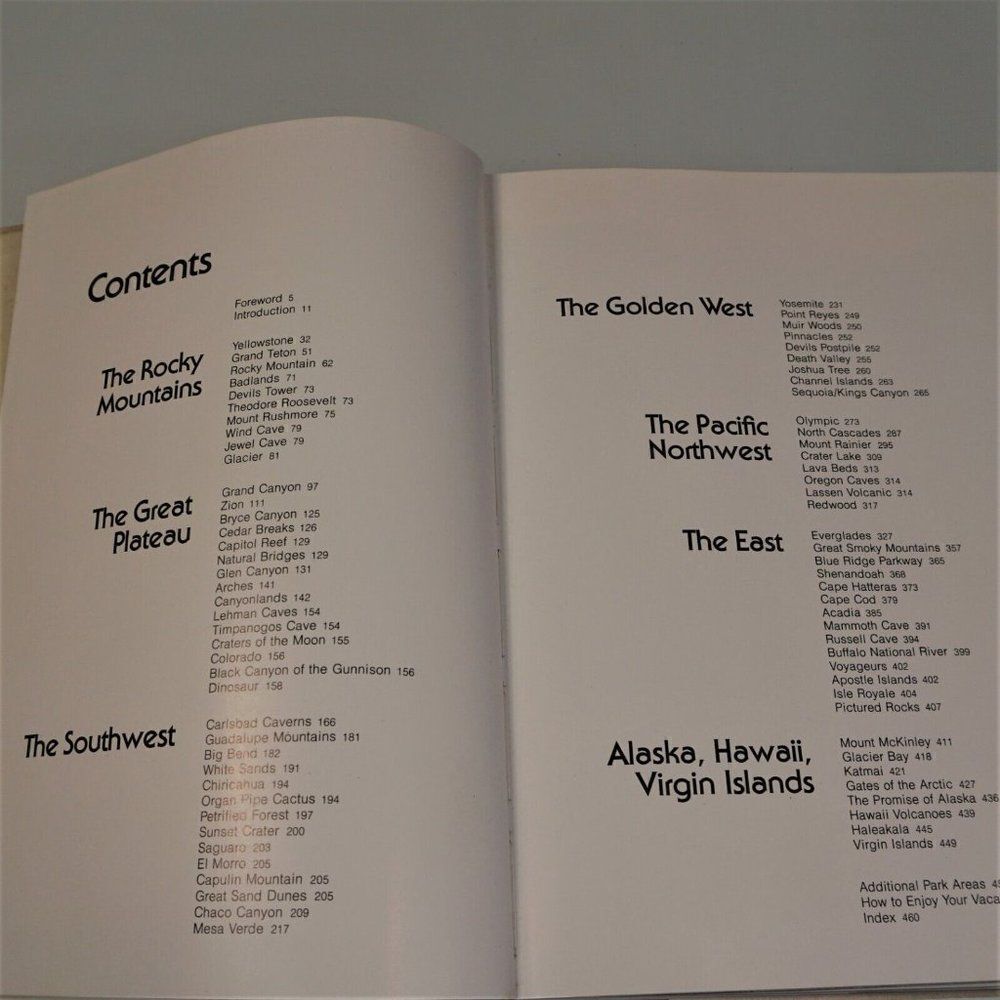 Contents
Foreword 5
Introduction 11
The Rocky
Mountains
Yellowstone 32
Grand Teton 51
Rocky Mountain 62
Badlands 71
Devils Tower 73
Theodore Roosevelt 73
Mount Rushmore 75
Wind Cave 79
Jewel Cave 79
Glacier 81
The Great
Plateau
Grand Canyon 97
Zion 111
Bryce Canyon 125
Cedar Breaks 126
Capitol Reef 129
Natural Bridges 129
Glen Canyon 131
Arches 141
Canyonlands 142
Lehman Caves 154
Timpanogos Cave 154
Craters of the Moon 155
Colorado 156
Black Canyon of the Gunnison 156
Dinosaur 158
The Southwest
Carlsbad Caverns 166
Guadalupe Mountains 181
Big Bend 182
White Sands 191
Chiricahua 194
Organ Pipe Cactus 194
Petrified Forest 197
Sunset Crater 200
Saguaro 203
El Morro 205
Capulin Mountain 205
Great Sand Dunes 205
Chaco Canyon 209
Mesa Verde 217
The Golden West
Yosemite 231
Point Reyes 249
Muir Woods 250
Pinnacles 252
Devils Postpile 252
Death Valley 255
Joshua Tree 260
Channel Islands 263
Sequoia/Kings Canyon 265
The Pacific
Northwest
Olympic 273
North Cascades 287
Mount Rainier 295
Crater Lake 309
Lava Beds 313
Oregon Caves 314
Lassen Volcanic 314
Redwood 317
The East
Everglades 327
Great Smoky Mountains 357
Blue Ridge Parkway 365
Shenandoah 368
Cape Hatteras 373
Cape Cod 379
Acadia 385
Mammoth Cave 391
Russell Cave 394
Buffalo National River 399
Voyageurs 402
Apostle Islands 402
Isle Royale 404
Pictured Rocks 407
Alaska, Hawaii,
Virgin Islands
Mount McKinley 411
Glacier Bay 418
Katmai 421
Gates of the Arctic 427
The Promise of Alaska 436
Hawaii Volcanoes 439
Haleakala 445
Virgin Islands 449
Additional Park Areas
How to Enjoy Your Vaca
Index 460